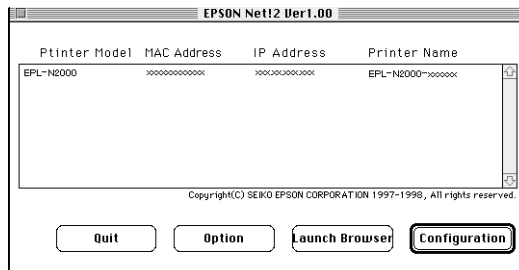 EPSON Net!2 Ver1.00
Ptinter Model MAC Address IP Address Printer Name
EPL-N2000 xxxxxxxxxxxx xxx.xxx.xxx.xxx EPL-N2000-xxxxxx
Copyright(C) SEIKO EPSON CORPORATION 1997-1998, All rights reserved.
Quit Option Launch Browser Configuration